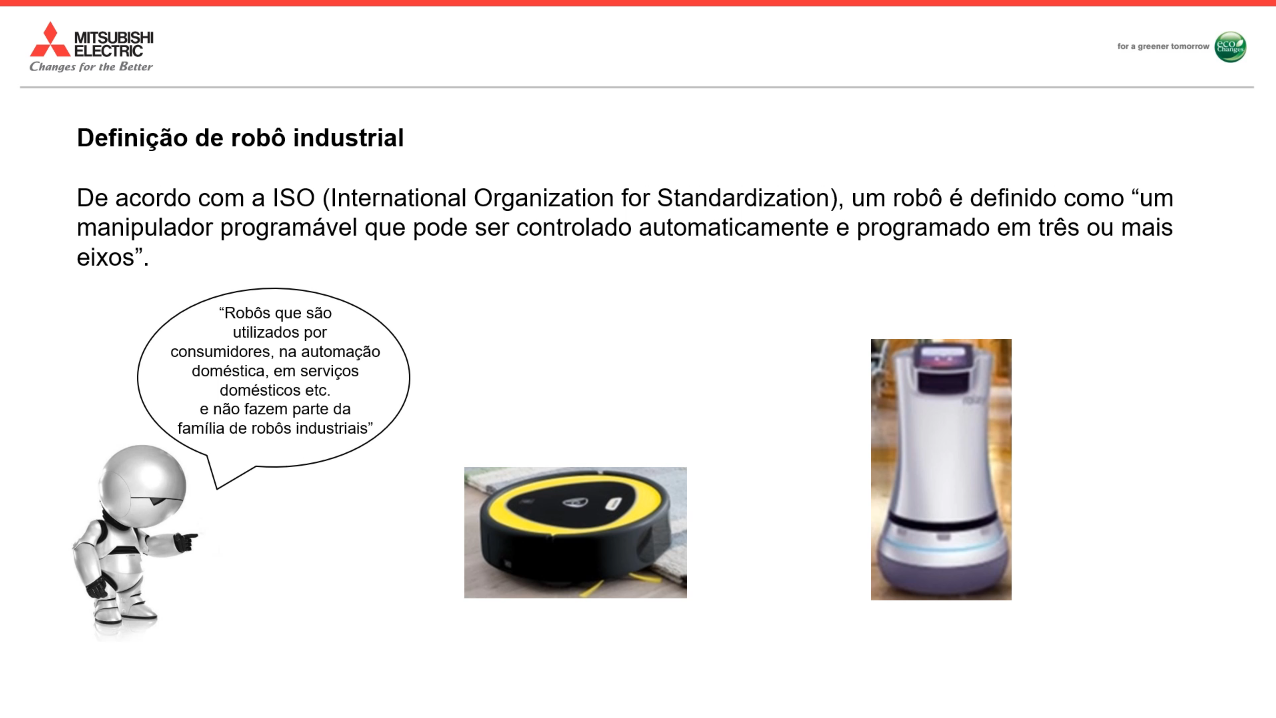 MITSUBISHI
ELECTRIC
Changes for the Better
for a greener tomorrow
eco
Changes
Definição de robô industrial
De acordo com a ISO (International Organization for Standardization), um robô é definido como “um
manipulador programável que pode ser controlado automaticamente e programado em três ou mais
eixos”.
“Robôs que são
utilizados por
consumidores, na automação
doméstica, em serviços
domésticos etc.
e não fazem parte da
família de robôs industriais”